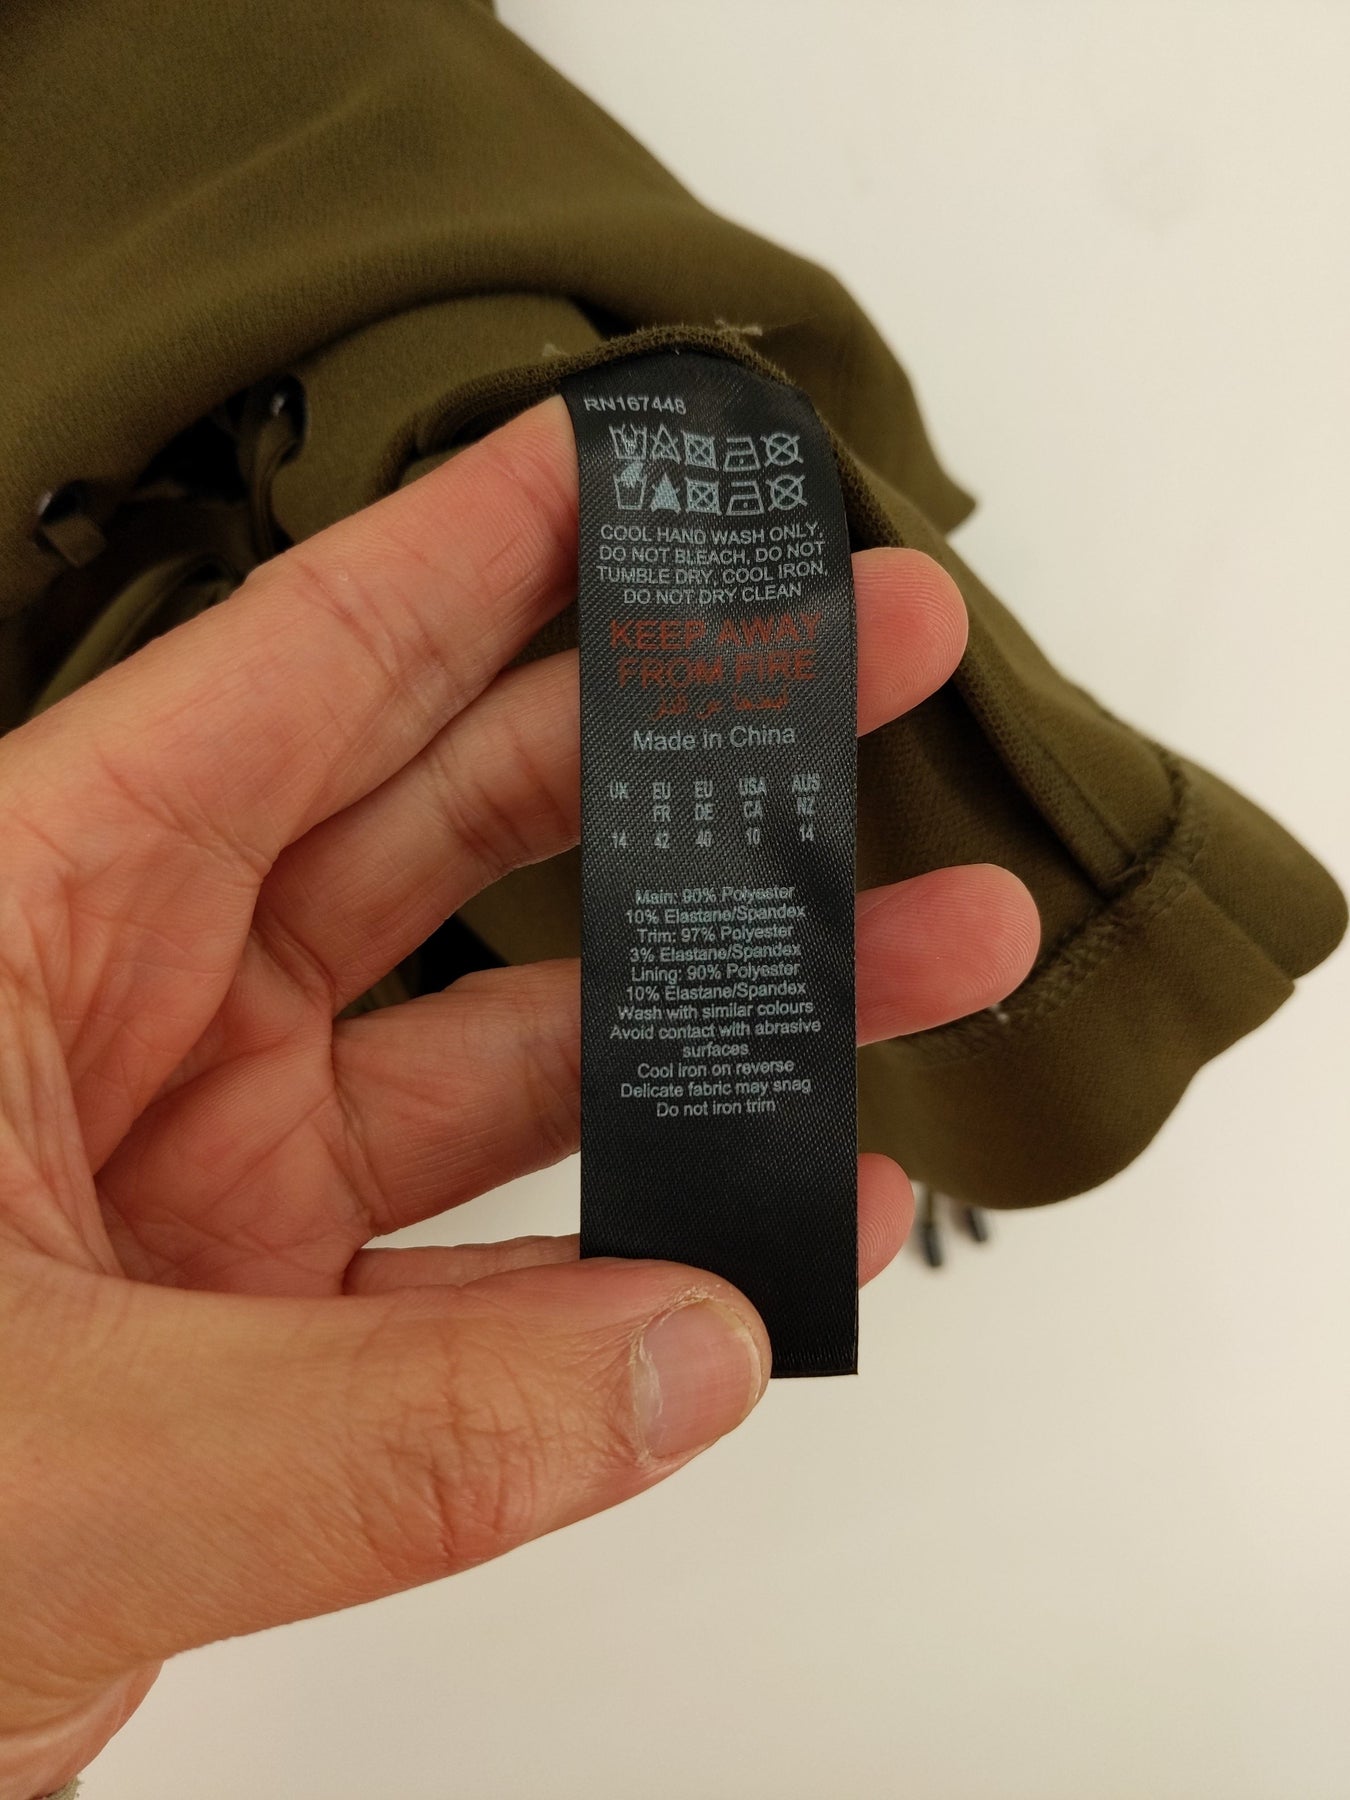 RN167448
COOL HAND WASH ONLY,
DO NOT BLEACH, DO NOT
TUMBLE DRY, COOL IRON,
DO NOT DRY CLEAN
KEEP AWAY
FROM FIRE
أبعدها عن النار
Made in China
UK EU EU USA AUS
FR DE CA NZ
14 42 40 10 14
Main: 90% Polyester
10% Elastane/Spandex
Trim: 97% Polyester
3% Elastane/Spandex
Lining: 90% Polyester
10% Elastane/Spandex
Wash with similar colours
Avoid contact with abrasive
surfaces
Cool iron on reverse
Delicate fabric may snag
Do not iron trim